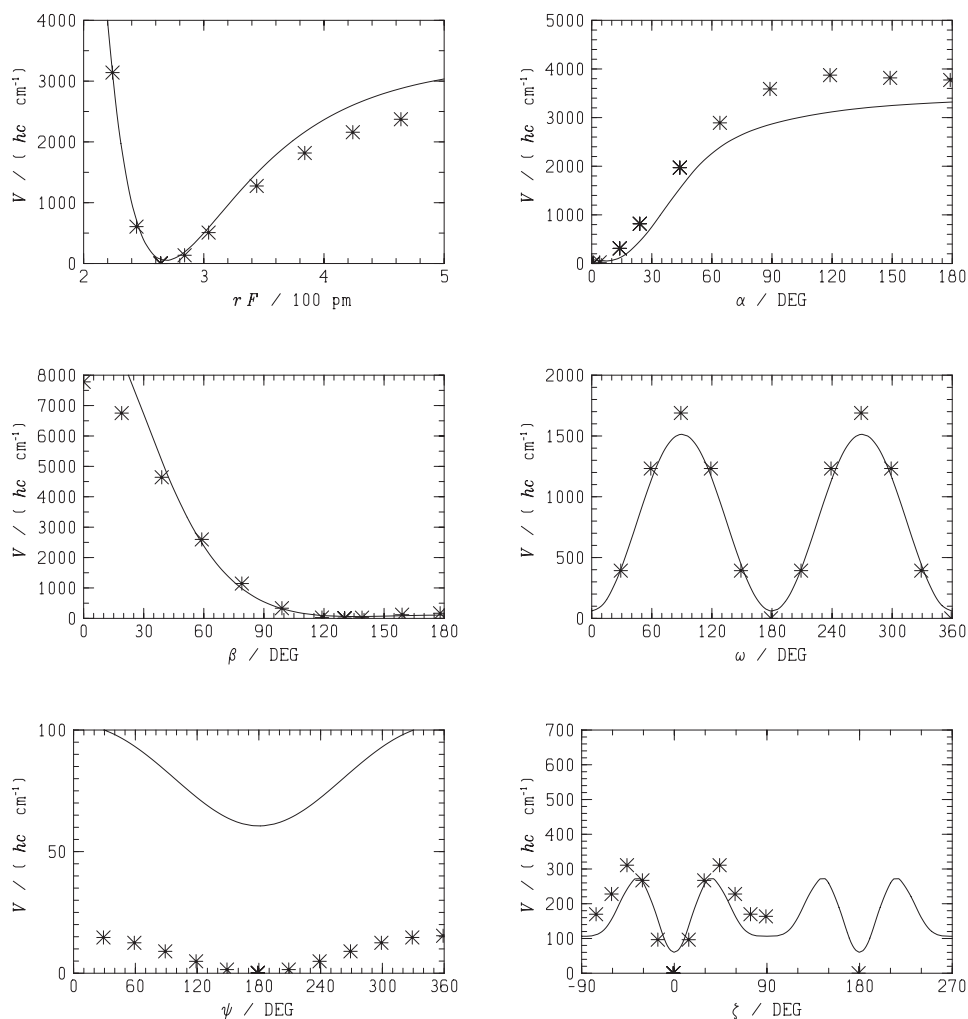 4000
3000
2000
1000
0
V / ( hc cm⁻¹)
2 3 4 5
r F / 100 pm
5000
4000
3000
2000
1000
0
V / ( hc cm⁻¹)
0 30 60 90 120 150 180
α / DEG
8000
7000
6000
5000
4000
3000
2000
1000
0
V / ( hc cm⁻¹)
0 30 60 90 120 150 180
β / DEG
2000
1500
1000
500
0
V / ( hc cm⁻¹)
0 60 120 180 240 300 360
ω / DEG
100
50
0
V / ( hc cm⁻¹)
0 60 120 180 240 300 360
ψ / DEG
700
600
500
400
300
200
100
0
V / ( hc cm⁻¹)
-90 0 90 180 270
ζ / DEG